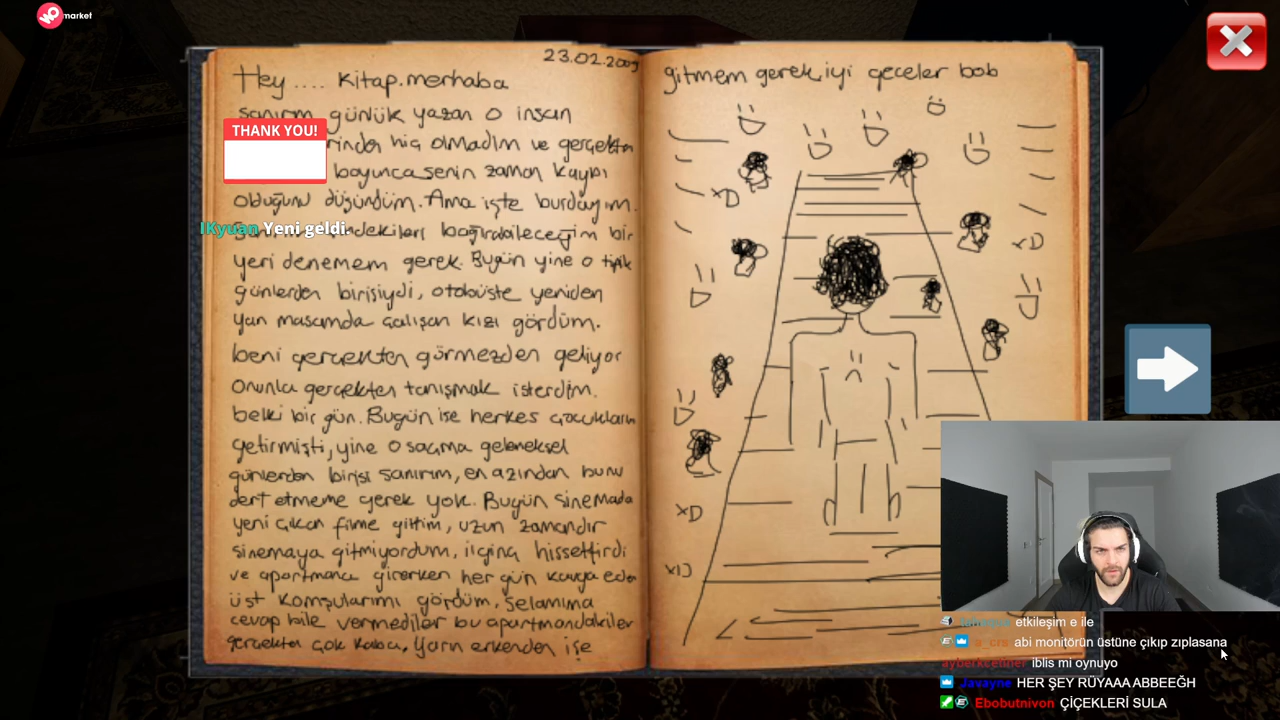 WO market
23.02.2009
Hey .... Kitap.merhaba
sanırım günlük yazan o insan
THANK YOU!
rinden hiç olmadım ve gerçekten
boyunca senin zaman kaybı
olduğunu düşündüm. Ama işte burdayım.
IKyuan Yeni geldi.
bağırabileceğim bir
yeri denemem gerek. Bugün yine o tipik
günlerden birisiydi, otobüste yeniden
yan masamda çalışan kızı gördüm.
beni gerçekten görmezden geliyor
Onunla gerçekten tanışmak isterdim.
belki bir gün. Bugün ise herkes çocuklarını
getirmişti, yine o saçma geleneksel
günlerden birisi sanırım, en azından bunu
dert etmeme gerek yok. Bugün sinemada
yeni çıkan filme gittim, uzun zamandır
sinemaya gitmiyordum, ilginç hissettirdi
ve apartmana girerken her gün kavga eden
üst komşularımı gördüm, selamıma
cevap bile vermediler bu apartmandakiler
gerçekten çok kaba. Yarın erkenden işe
gitmem gerek, iyi geceler bob
xD
xD
xD
xD
etkileşim e ile
abi monitörün üstüne çıkıp zıplasana
ayberkcenner iblis mi oynuyo
Javayne HER ŞEY RÜYAAA ABBEEĞH
Ebobutnivon ÇİÇEKLERİ SULA